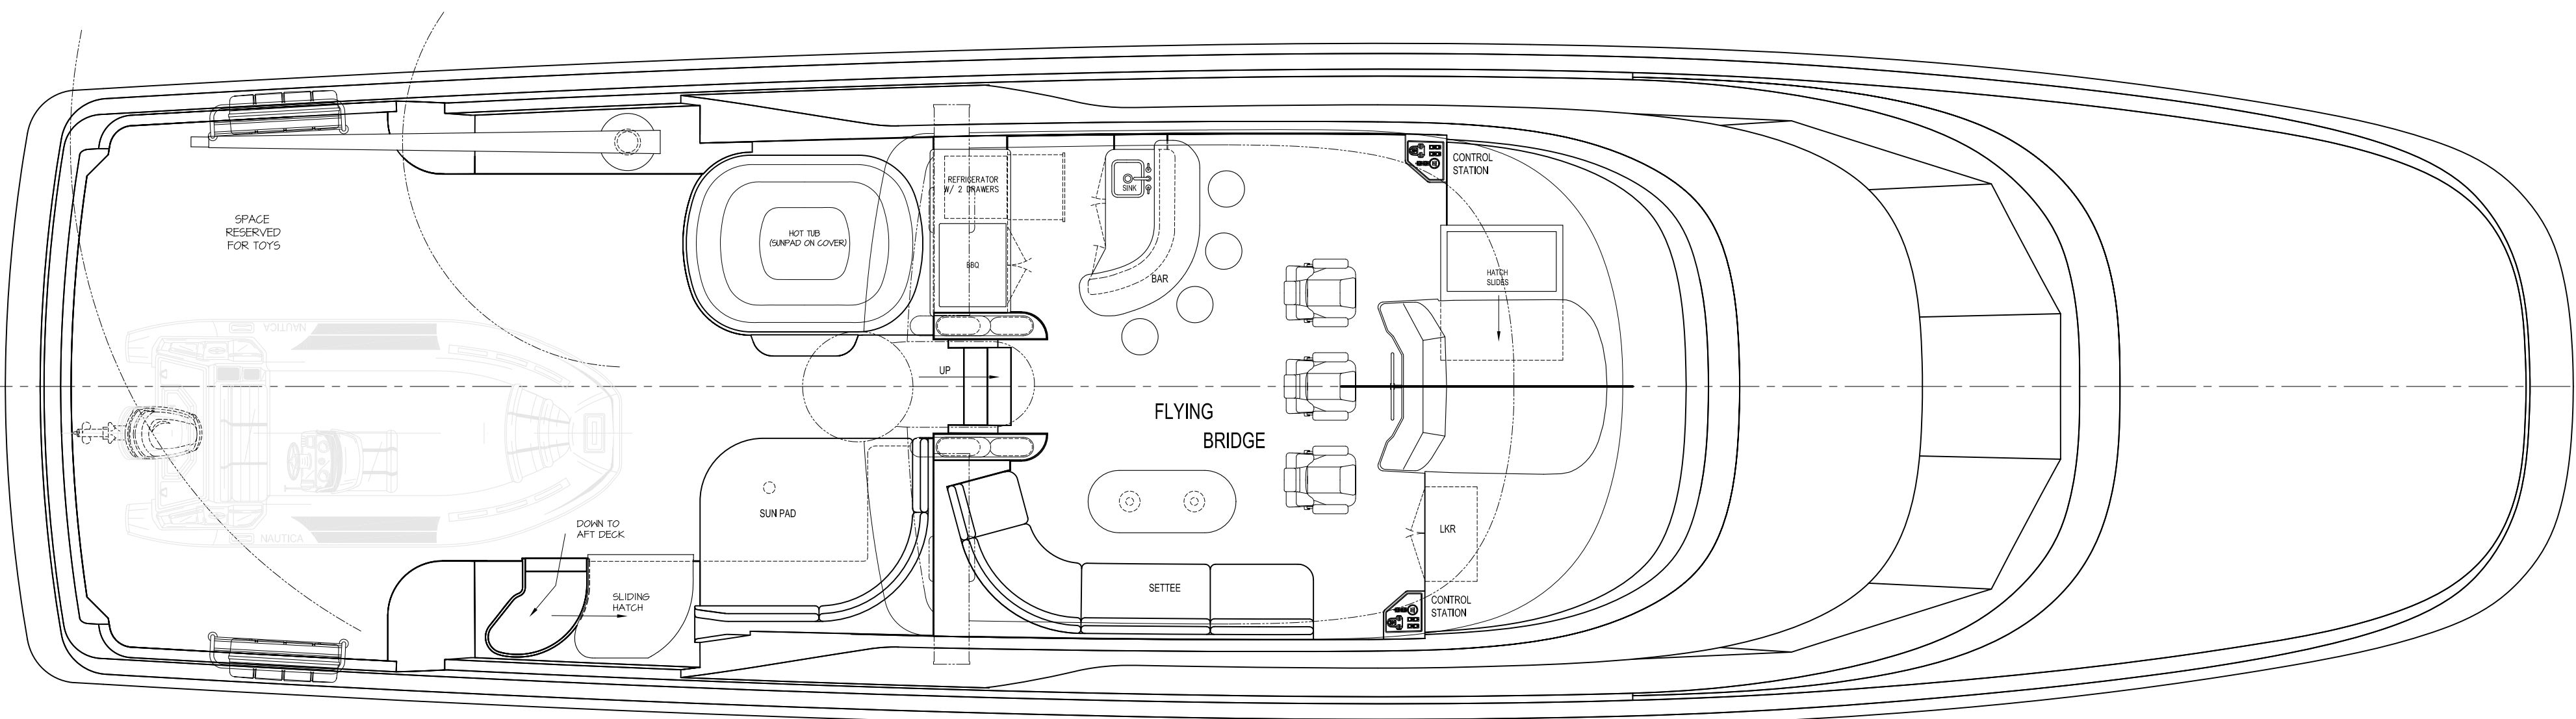 SPACE
RESERVED
FOR TOYS
NAUTICA
NAUTICA
DOWN TO
AFT DECK
SLIDING
HATCH
HOT TUB
(SUNPAD ON COVER)
SUN PAD
REFRIGERATOR
W/ 2 DRAWERS
BBQ
UP
SINK
BAR
FLYING
BRIDGE
SETTEE
CONTROL
STATION
HATCH
SLIDES
LKR
CONTROL
STATION